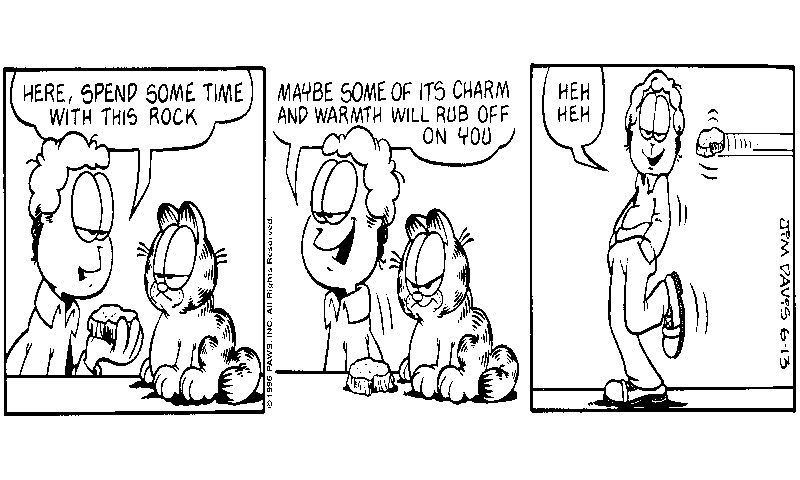 HERE, SPEND SOME TIME
WITH THIS ROCK
MAYBE SOME OF ITS CHARM
AND WARMTH WILL RUB OFF
ON YOU
© 1996 PAWS, INC. All Rights Reserved.
HEH
HEH
JIM DAVIS 6-13